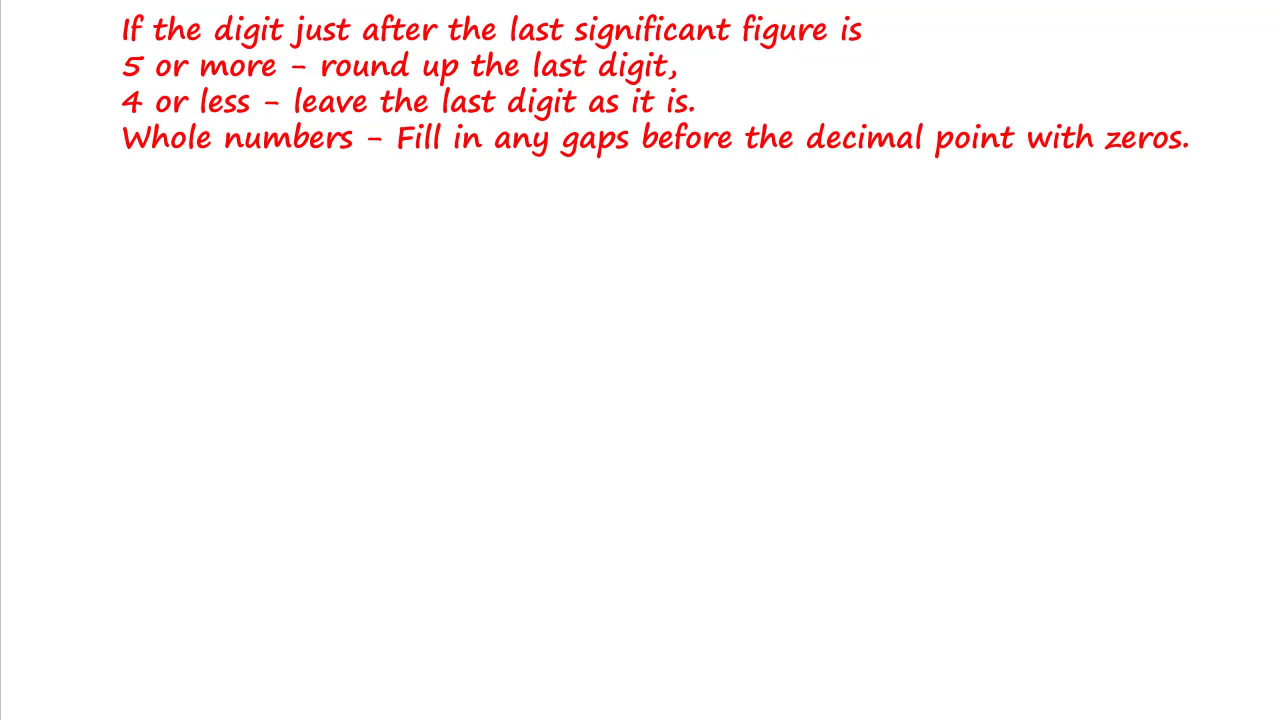 If the digit just after the last significant figure is
5 or more - round up the last digit,
4 or less - leave the last digit as it is.
Whole numbers - Fill in any gaps before the decimal point with zeros.